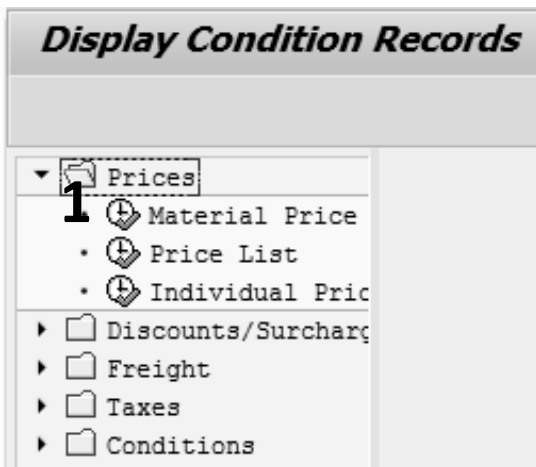 Display Condition Records
Prices
1
Material Price
Price List
Individual Pric
Discounts/Surcharg
Freight
Taxes
Conditions